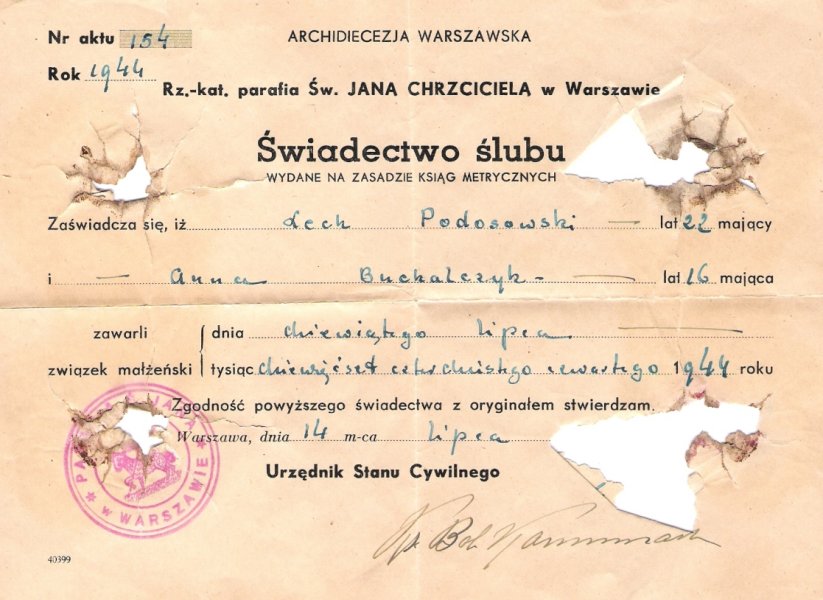 Nr aktu 154
ARCHIDIECEZJA WARSZAWSKA
Rok 1944
Rz.-kat. parafia Św. JANA CHRZCICIELA w Warszawie
Świadectwo ślubu
WYDANE NA ZASADZIE KSIĄG METRYCZNYCH
Zaświadcza się, iż Lech Podosowski — lat 22 mający
i — Anna Buchalczyk — lat 16 mająca
zawarli dnia dziewiątego lipca
związek małżeński tysiąc dziewięćset czterdziestego czwartego 1944 roku
Zgodność powyższego świadectwa z oryginałem stwierdzam.
Warszawa, dnia 14 m-ca lipca
Urzędnik Stanu Cywilnego
w WARSZAWIE
40399